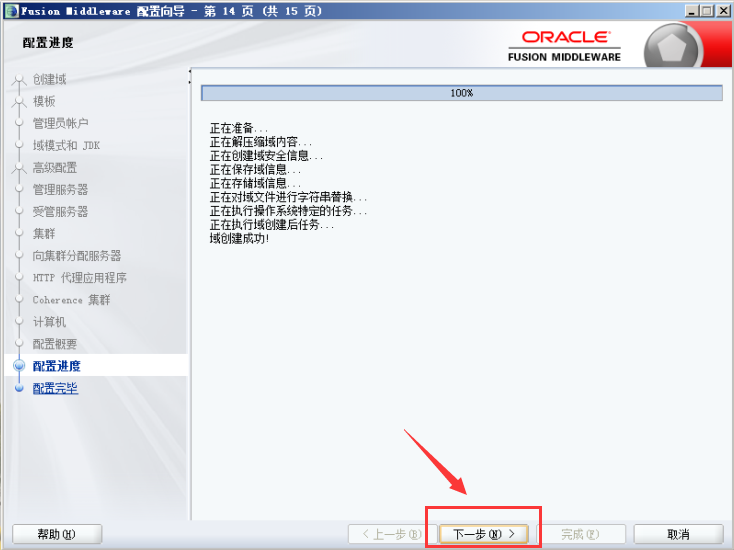 Fusion Middleware 配置向导 - 第 14 页 (共 15 页)
配置进度
ORACLE
FUSION MIDDLEWARE
创建域
模板
管理员帐户
域模式和 JDK
高级配置
管理服务器
受管服务器
集群
向集群分配服务器
HTTP 代理应用程序
Coherence 集群
计算机
配置概要
配置进度
配置完毕
100%
正在准备...
正在解压缩域内容...
正在创建域安全信息...
正在保存域信息...
正在存储域信息...
正在对域文件进行字符串替换...
正在执行操作系统特定的任务...
正在执行域创建后任务...
域创建成功!
帮助(H)
< 上一步(B)
下一步(N) >
完成(F)
取消